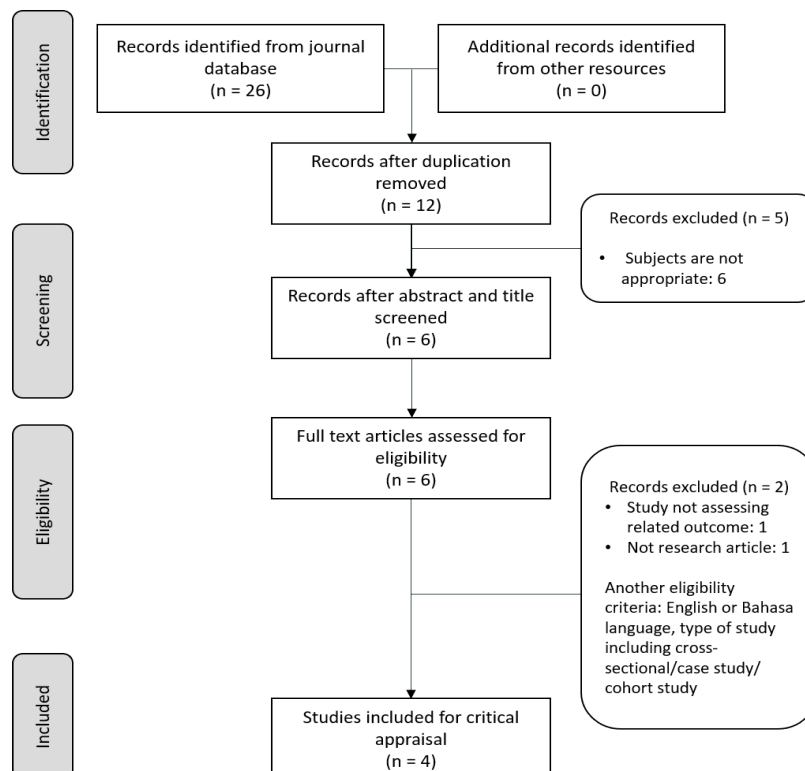 Identification
Records identified from journal
database
(n = 26)
Additional records identified
from other resources
(n = 0)
Records after duplication
removed
(n = 12)
Records excluded (n = 5)
• Subjects are not
appropriate: 6
Screening
Records after abstract and title
screened
(n = 6)
Eligibility
Full text articles assessed for
eligibility
(n = 6)
Records excluded (n = 2)
• Study not assessing
related outcome: 1
• Not research article: 1
Another eligibility
criteria: English or Bahasa
language, type of study
including cross-
sectional/case study/
cohort study
Included
Studies included for critical
appraisal
(n = 4)